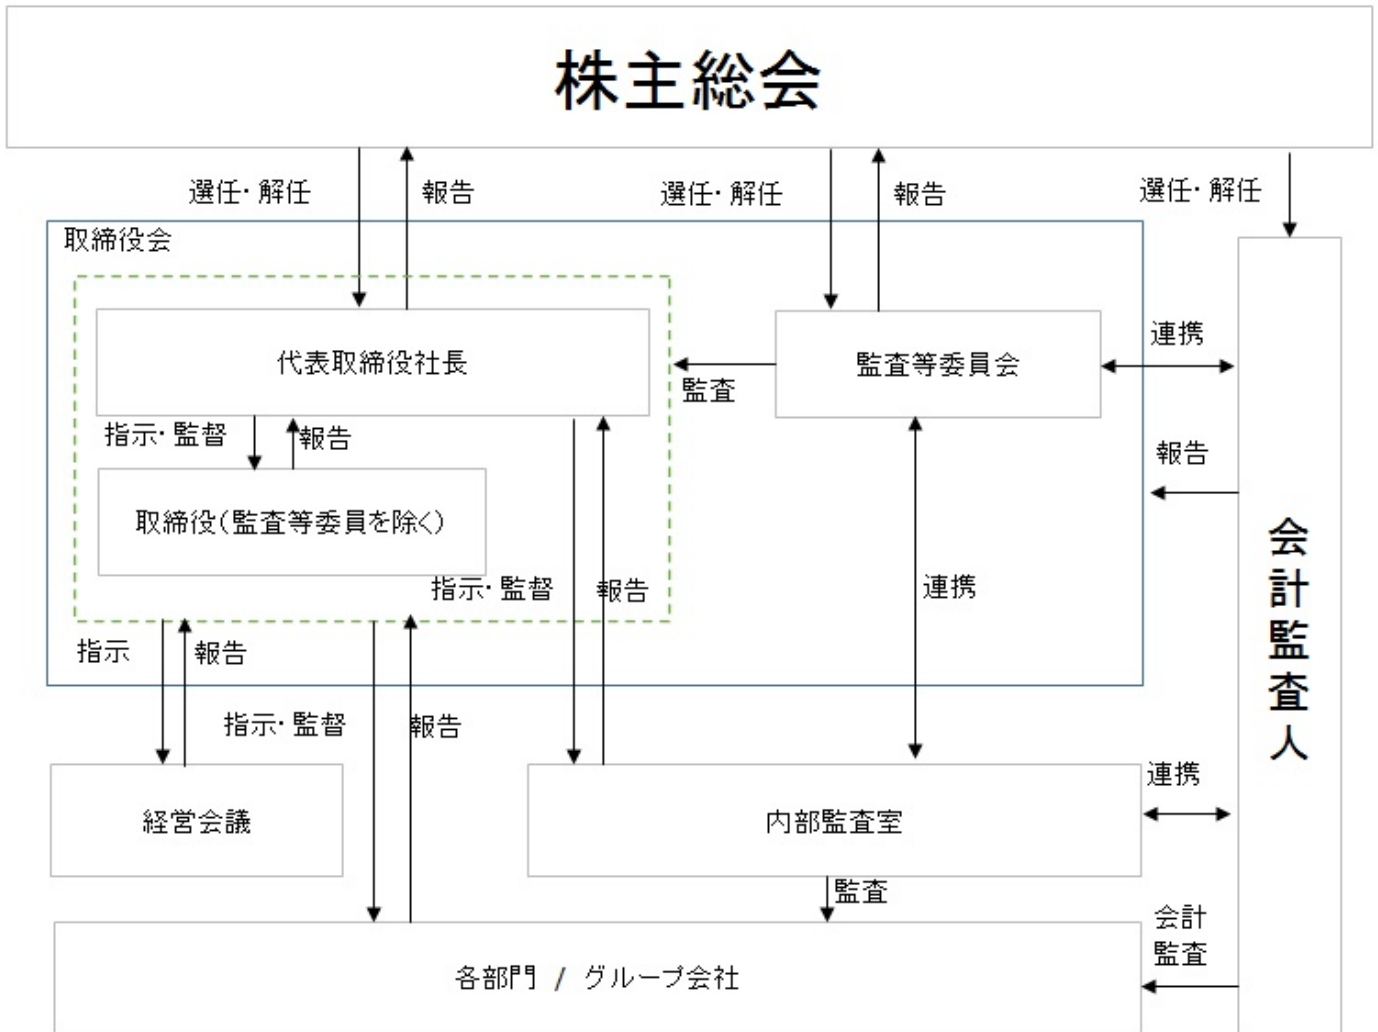 株主総会
選任・解任
報告
選任・解任
報告
選任・解任
取締役会
代表取締役社長
監査
監査等委員会
連携
指示・監督
報告
報告
取締役（監査等委員を除く）
会計監査人
指示・監督
報告
連携
指示
報告
指示・監督
報告
連携
経営会議
内部監査室
監査
会計
監査
各部門 / グループ会社